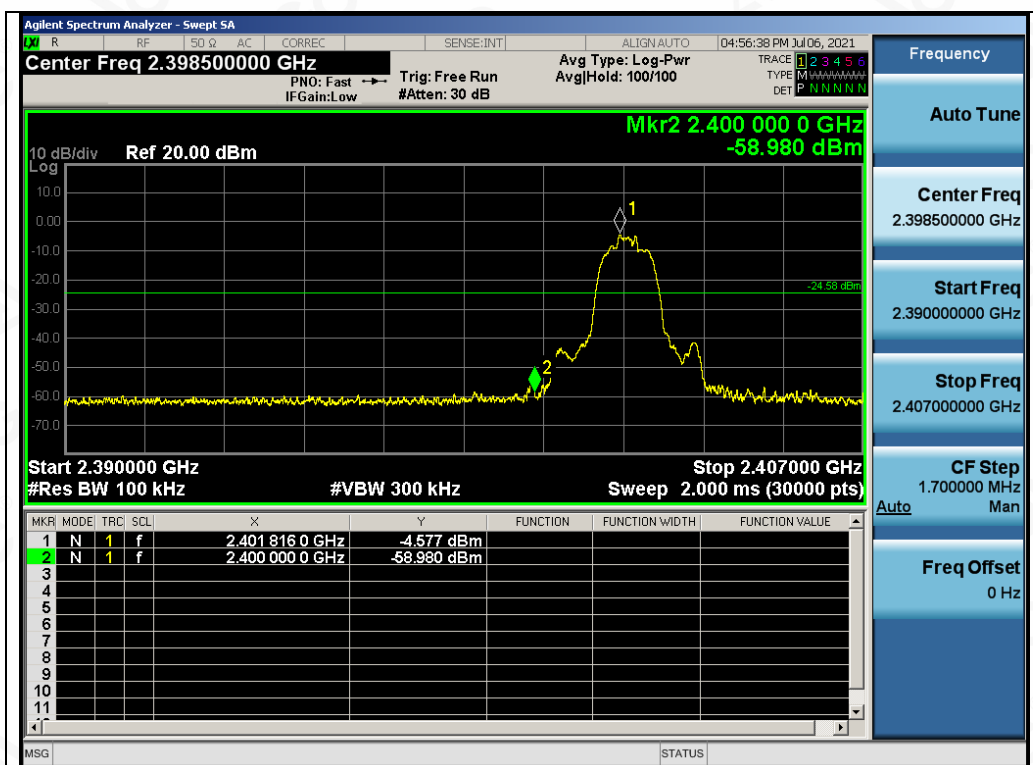 Agilent Spectrum Analyzer - Swept SA
LXI R RF 50 Ω AC CORREC SENSE:INT ALIGN AUTO 04:56:38 PM Jul 06, 2021
Center Freq 2.398500000 GHz
PNO: Fast
IFGain:Low
Trig: Free Run
#Atten: 30 dB
Avg Type: Log-Pwr
Avg|Hold: 100/100
TRACE 1 2 3 4 5 6
TYPE M WWWWW
DET P N N N N N
Mkr2 2.400 000 0 GHz
-58.980 dBm
10 dB/div Ref 20.00 dBm
Log
10.0
0.00
-10.0
-20.0
-30.0
-40.0
-50.0
-60.0
-70.0
1
-24.58 dBm
2
Start 2.390000 GHz Stop 2.407000 GHz
#Res BW 100 kHz #VBW 300 kHz Sweep 2.000 ms (30000 pts)
MKR MODE TRC SCL X Y FUNCTION FUNCTION WIDTH FUNCTION VALUE
1 N 1 f 2.401 816 0 GHz -4.577 dBm
2 N 1 f 2.400 000 0 GHz -58.980 dBm
3
4
5
6
7
8
9
10
11
MSG STATUS
Frequency
Auto Tune
Center Freq
2.398500000 GHz
Start Freq
2.390000000 GHz
Stop Freq
2.407000000 GHz
CF Step
1.700000 MHz
Auto Man
Freq Offset
0 Hz